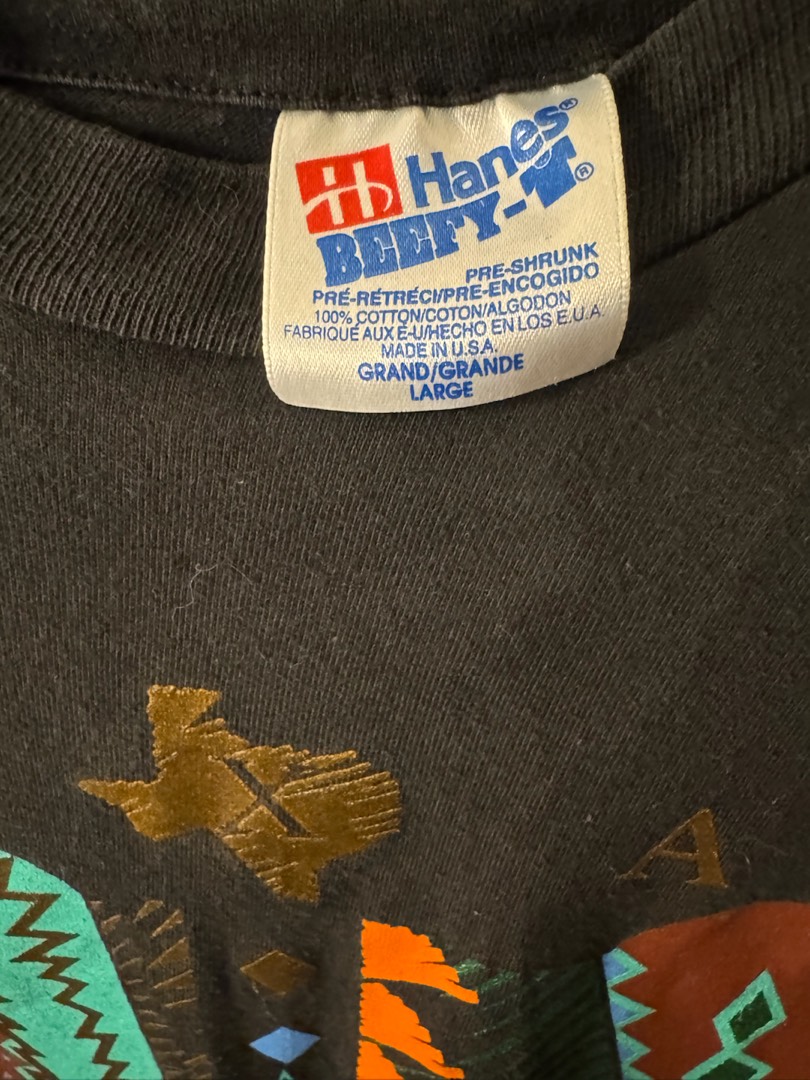 Hanes®
BEEFY-T®
PRE-SHRUNK
PRÉ-RÉTRÉCI/PRE-ENCOGIDO
100% COTTON/COTON/ALGODON
FABRIQUÉ AUX É-U/HECHO EN LOS E.U.A.
MADE IN U.S.A.
GRAND/GRANDE
LARGE
X
A